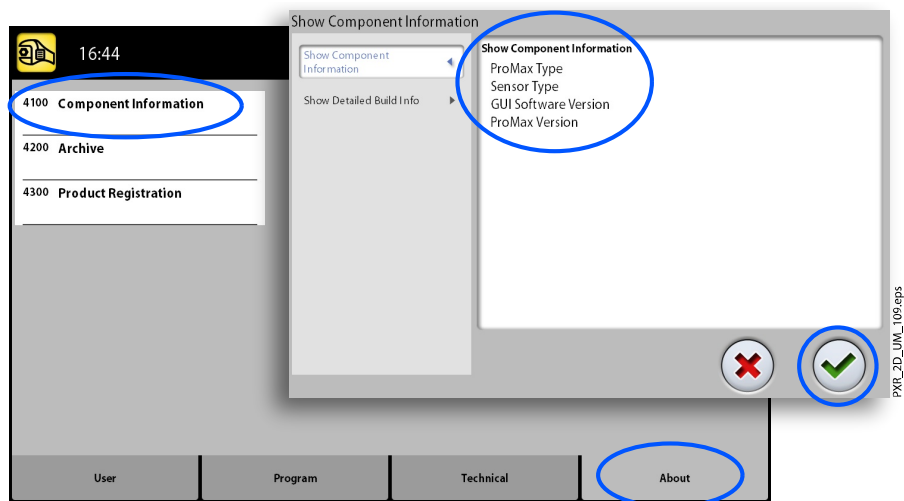 Show Component Information
16:44
4100 Component Information
4200 Archive
4300 Product Registration
Show Component
Information
Show Detailed Build Info
Show Component Information
ProMax Type
Sensor Type
GUI Software Version
ProMax Version
PXR_2D_UM_109.eps
User
Program
Technical
About